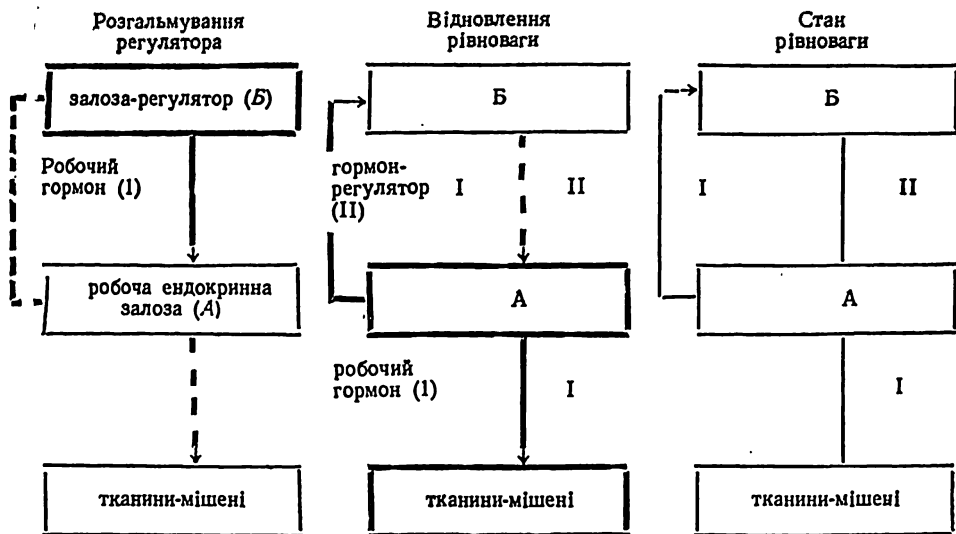 Розгальмування
регулятора
залоза-регулятор (Б)
Робочий
гормон (1)
робоча ендокринна
залоза (А)
тканини-мішені
Відновлення
рівноваги
Б
гормон-
регулятор
(II)
I
II
А
робочий
гормон (1)
I
тканини-мішені
Стан
рівноваги
Б
I
II
А
I
тканини-мішені